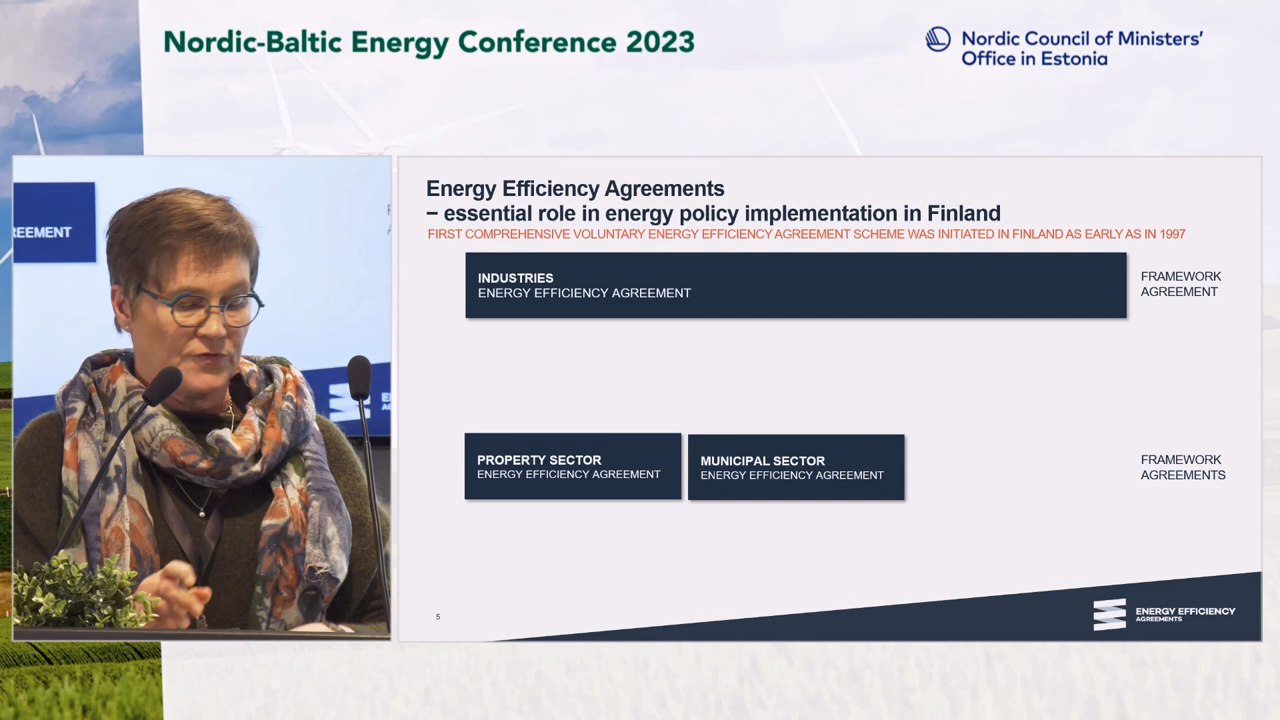 Nordic-Baltic Energy Conference 2023
Nordic Council of Ministers'
Office in Estonia
REEMENT
Energy Efficiency Agreements
– essential role in energy policy implementation in Finland
FIRST COMPREHENSIVE VOLUNTARY ENERGY EFFICIENCY AGREEMENT SCHEME WAS INITIATED IN FINLAND AS EARLY AS IN 1997
INDUSTRIES
ENERGY EFFICIENCY AGREEMENT
FRAMEWORK
AGREEMENT
PROPERTY SECTOR
ENERGY EFFICIENCY AGREEMENT
MUNICIPAL SECTOR
ENERGY EFFICIENCY AGREEMENT
FRAMEWORK
AGREEMENTS
5
ENERGY EFFICIENCY
AGREEMENTS